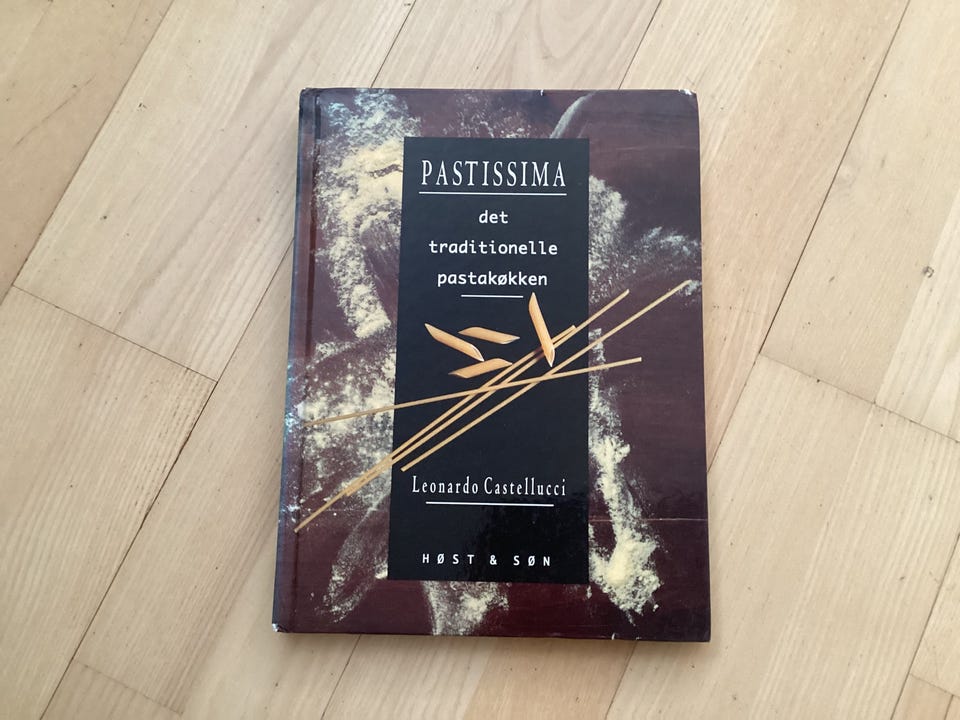 PASTISSIMA
det
traditionelle
pastakøkken
Leonardo Castellucci
HØST & SØN